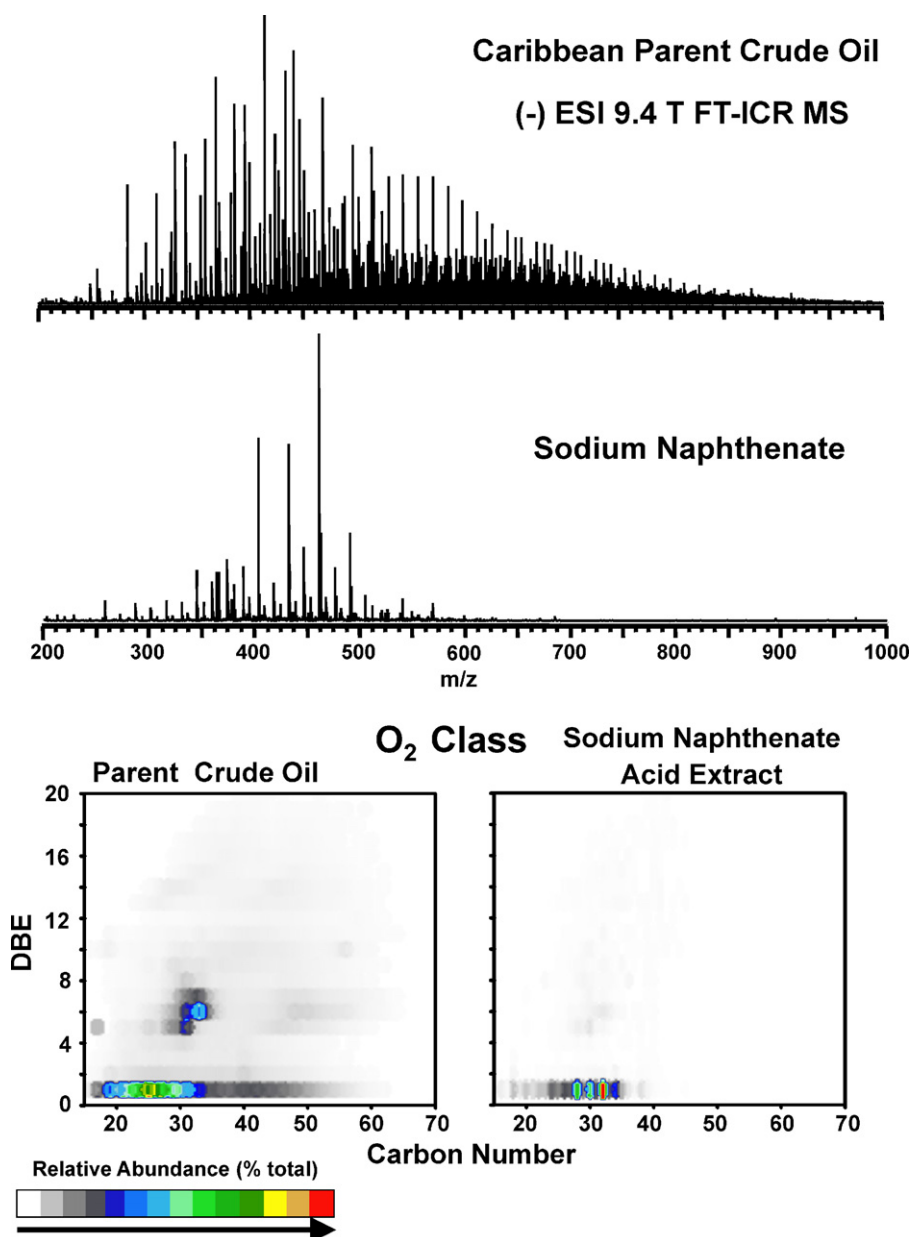 Caribbean Parent Crude Oil
(-) ESI 9.4 T FT-ICR MS
Sodium Naphthenate
200 300 400 500 600 700 800 900 1000
m/z
O₂ Class
Parent Crude Oil
Sodium Naphthenate
Acid Extract
DBE
20
16
12
8
4
0
20 30 40 50 60 70
20 30 40 50 60 70
Carbon Number
Relative Abundance (% total)